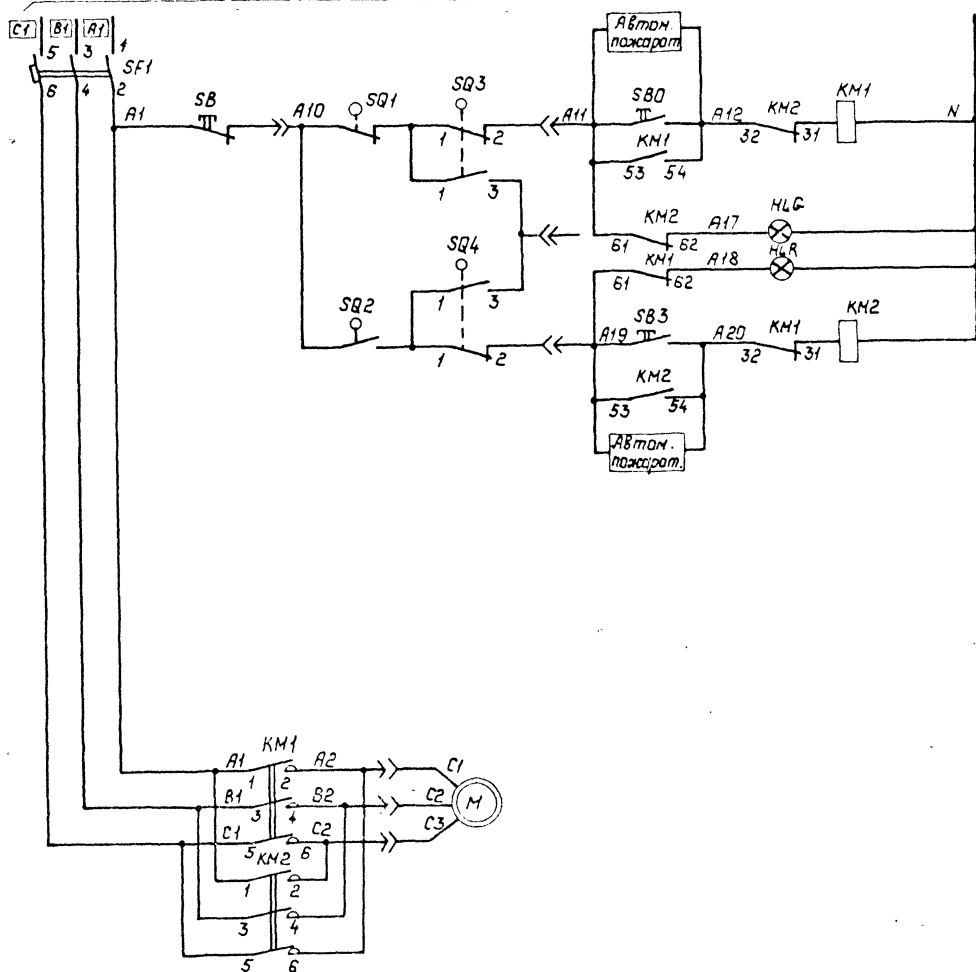 C1 B1 A1
5 3 1
SF1
6 4 2
Автом.
пожарот.
A1 SB A10 SQ1 SQ3 A11 SB0 A12 KM2 KM1 N
1 2 32 31
KM1
53 54
1 3
KM2 A17 HLG
61 62
SQ4 KM1 A18 HLR
61 62
1 3
SQ2 A19 SB3 A20 KM1 KM2
1 2 32 31
KM2
53 54
Автом.
пожарот.
KM1
A1 A2 C1
1 2
B1 B2 C2 M
3 4
C1 C2 C3
5 6
KM2
1 2
3 4
5 6